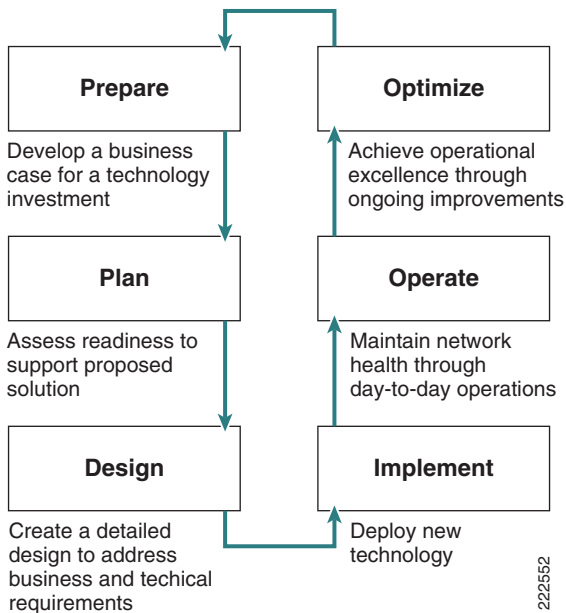 Prepare
Develop a business
case for a technology
investment
Plan
Assess readiness to
support proposed
solution
Design
Create a detailed
design to address
business and techical
requirements
Implement
Deploy new
technology
Operate
Maintain network
health through
day-to-day operations
Optimize
Achieve operational
excellence through
ongoing improvements
222552